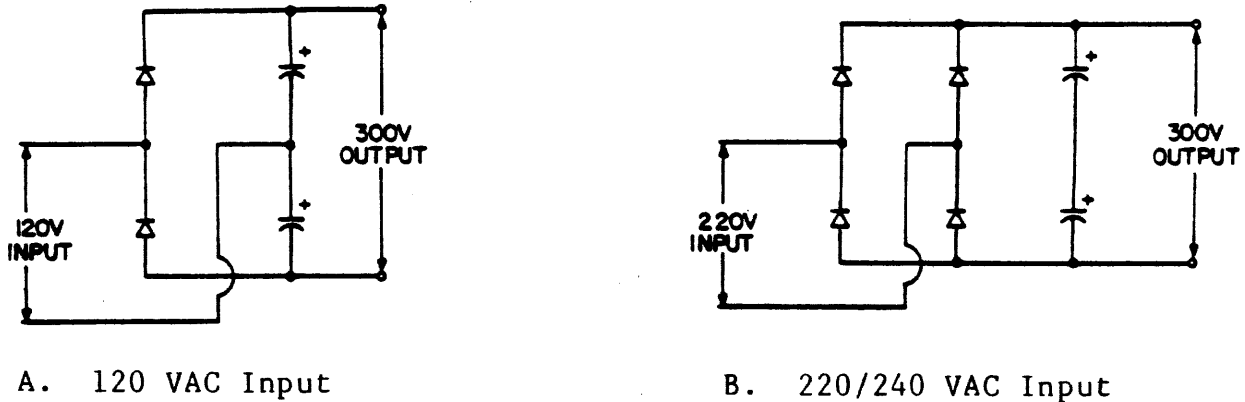 +
300V
OUTPUT
120V
INPUT
+
A. 120 VAC Input
+
300V
OUTPUT
220V
INPUT
+
B. 220/240 VAC Input